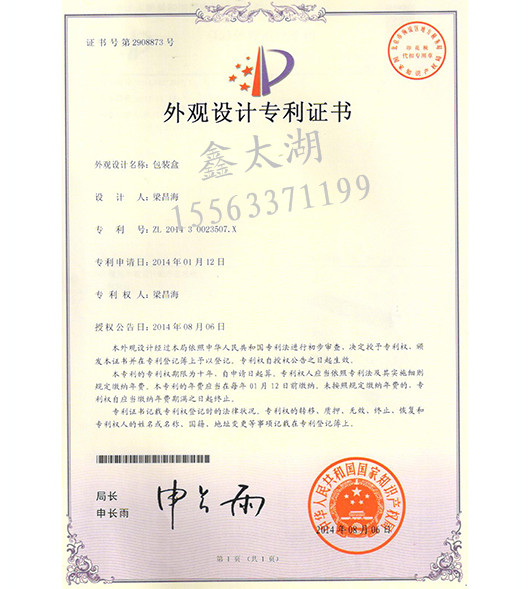 证书号第2908873号
外观设计专利证书
鑫太湖
15563371199
外观设计名称：包装盒
设 计 人：梁昌海
专 利 号：ZL 2014 3 0023507.X
专利申请日：2014年01月12日
专 利 权 人：梁昌海
授权公告日：2014年08月06日
本外观设计经过本局依照中华人民共和国专利法进行初步审查，决定授予专利权，颁
发本证书并在专利登记簿上予以登记。专利权自授权公告之日起生效。
本专利的专利权期限为十年，自申请日起算。专利权人应当依照专利法及其实施细则
规定缴纳年费。本专利的年费应当在每年01月12日前缴纳。未按照规定缴纳年费的，专
利权自应当缴纳年费期满之日起终止。
专利证书记载专利权登记时的法律状况。专利权的转移、质押、无效、终止、恢复和
专利权人的姓名或名称、国籍、地址变更等事项记载在专利登记簿上。
局长
申长雨
申长雨
中华人民共和国国家知识产权局
2014年08月06日
第1页（共1页）